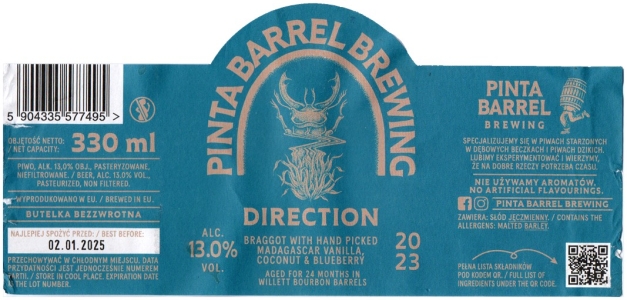 5 904335 577495 >
OBJĘTOŚĆ NETTO:
/ NET CAPACITY: 330 ml
PIWO, ALK. 13,0% OBJ., PASTERYZOWANE,
NIEFILTROWANE. / BEER, ALC. 13.0% VOL.,
PASTEURIZED, NON FILTERED.
WYPRODUKOWANO W EU. / BREWED IN EU.
BUTELKA BEZZWROTNA
NAJLEPIEJ SPOŻYĆ PRZED: / BEST BEFORE:
02.01.2025
PRZECHOWYWAĆ W CHŁODNYM MIEJSCU. DATA
PRZYDATNOŚCI JEST JEDNOCZEŚNIE NUMEREM
PARTII. / STORE IN COOL PLACE. EXPIRATION DATE
IS THE LOT NUMBER.
PINTA BARREL BREWING
DIRECTION
ALC.
13.0%
VOL.
BRAGGOT WITH HAND PICKED
MADAGASCAR VANILLA,
COCONUT & BLUEBERRY
AGED FOR 24 MONTHS IN
WILLETT BOURBON BARRELS
20
23
PINTA
BARREL
BREWING
SPECJALIZUJEMY SIĘ W PIWACH STARZONYCH
W DĘBOWYCH BECZKACH I PIWACH DZIKICH.
LUBIMY EKSPERYMENTOWAĆ I WIERZYMY,
ŻE NA DOBRE RZECZY POTRZEBA CZASU.
NIE UŻYWAMY AROMATÓW.
NO ARTIFICIAL FLAVOURINGS.
PINTA BARREL BREWING
ZAWIERA: SŁÓD JĘCZMIENNY. / CONTAINS THE
ALLERGENS: MALTED BARLEY.
PEŁNA LISTA SKŁADNIKÓW
POD KODEM QR. / FULL LIST OF
INGREDIENTS UNDER THE QR CODE.